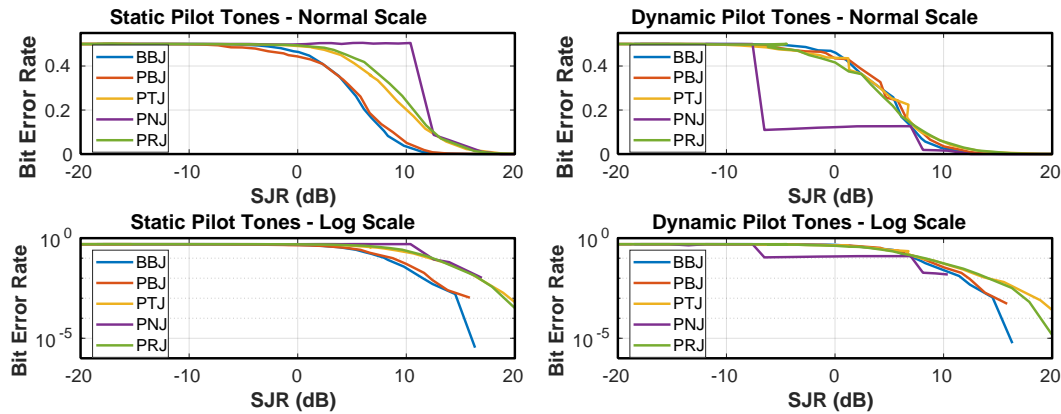 Static Pilot Tones - Normal Scale
Bit Error Rate
0.4
0.2
0
BBJ
PBJ
PTJ
PNJ
PRJ
-20
-10
0
10
20
SJR (dB)
Dynamic Pilot Tones - Normal Scale
Bit Error Rate
0.4
0.2
0
BBJ
PBJ
PTJ
PNJ
PRJ
-20
-10
0
10
20
SJR (dB)
Static Pilot Tones - Log Scale
Bit Error Rate
10^0
10^-5
BBJ
PBJ
PTJ
PNJ
PRJ
-20
-10
0
10
20
SJR (dB)
Dynamic Pilot Tones - Log Scale
Bit Error Rate
10^0
10^-5
BBJ
PBJ
PTJ
PNJ
PRJ
-20
-10
0
10
20
SJR (dB)